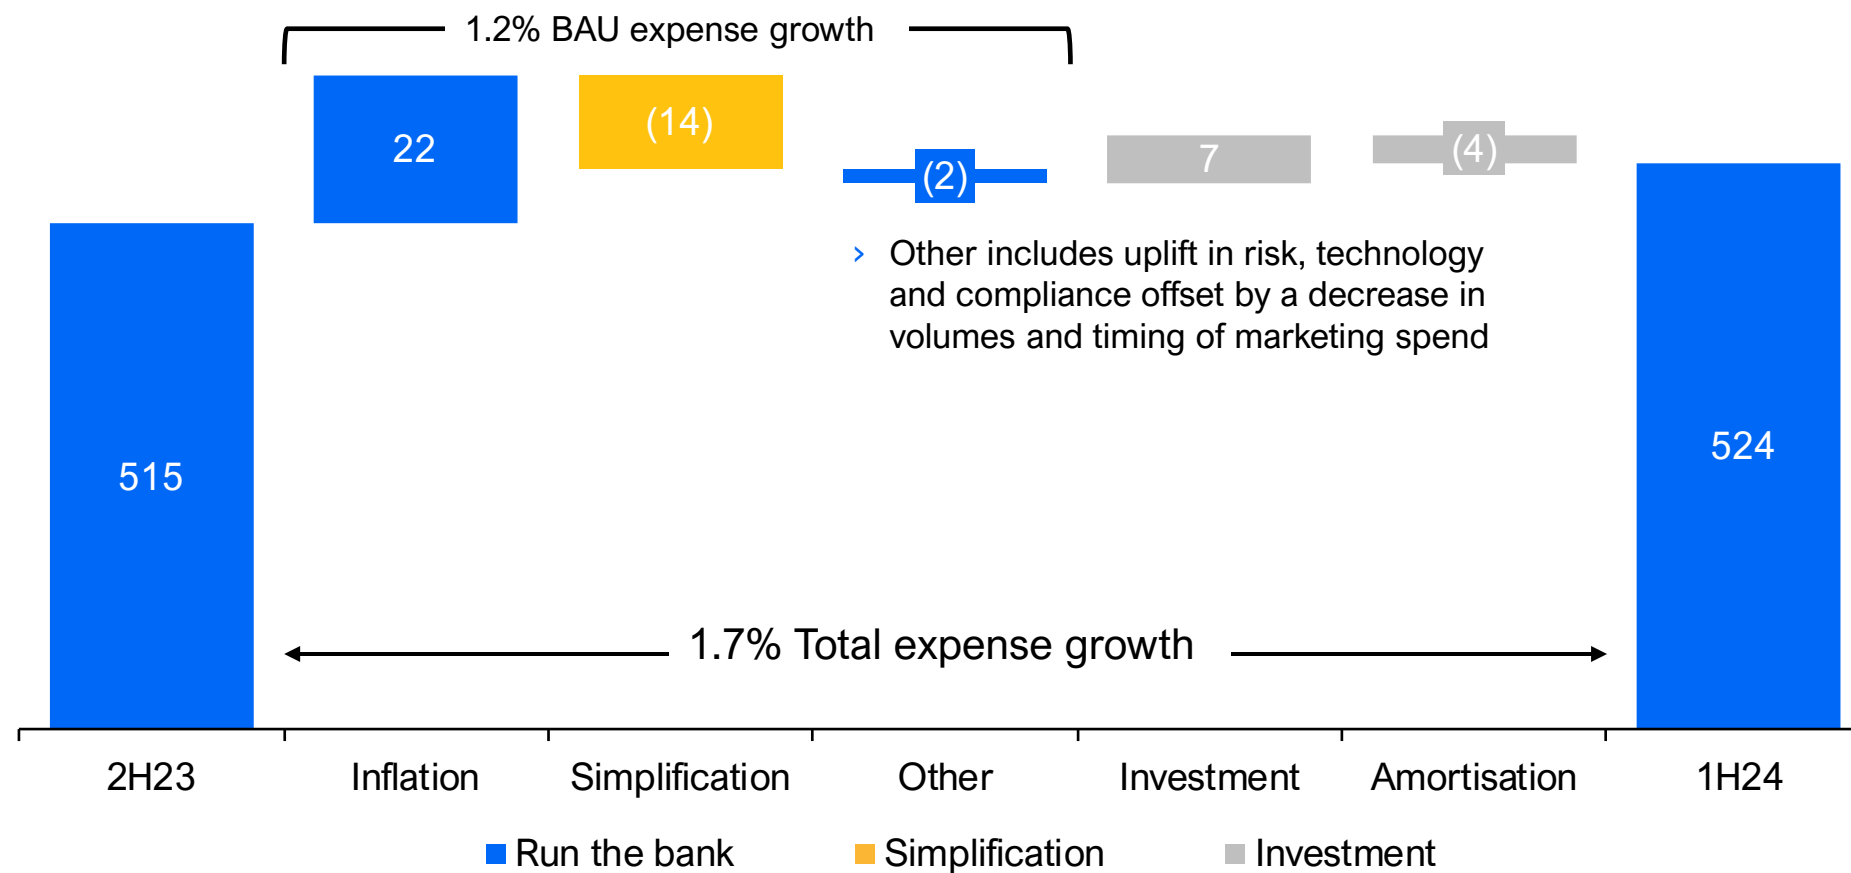 1.2% BAU expense growth
22
(14)
(2)
7
(4)
515
524
› Other includes uplift in risk, technology
and compliance offset by a decrease in
volumes and timing of marketing spend
1.7% Total expense growth
2H23 Inflation Simplification Other Investment Amortisation 1H24
Run the bank Simplification Investment